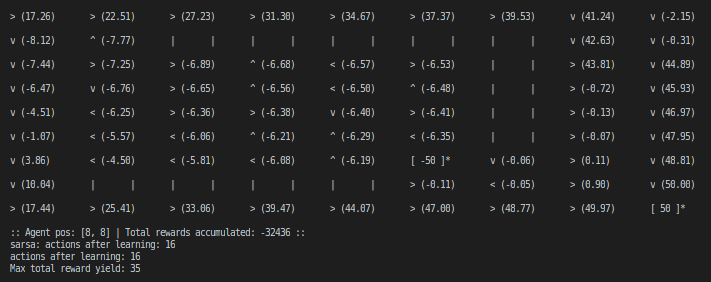 > (17.26) > (22.51) > (27.23) > (31.30) > (34.67) > (37.37) > (39.53) v (41.24) v (-2.15)
v (-8.12) ^ (-7.77) | | | | | | | | | | v (42.63) v (-0.31)
v (-7.44) > (-7.25) > (-6.89) ^ (-6.68) < (-6.57) > (-6.53) | | > (43.81) v (44.89)
v (-6.47) v (-6.76) > (-6.65) ^ (-6.56) < (-6.50) ^ (-6.48) | | > (-0.72) v (45.93)
v (-4.51) < (-6.25) > (-6.36) > (-6.38) v (-6.40) > (-6.41) | | > (-0.13) v (46.97)
v (-1.07) < (-5.57) < (-6.06) ^ (-6.21) ^ (-6.29) < (-6.35) | | > (-0.07) v (47.95)
v (3.86) < (-4.50) < (-5.81) < (-6.08) ^ (-6.19) [ -50 ]* v (-0.06) > (0.11) v (48.81)
v (10.04) | | | | | | | | > (-0.11) < (-0.05) > (0.90) v (50.00)
> (17.44) > (25.41) > (33.06) > (39.47) > (44.07) > (47.00) > (48.77) > (49.97) [ 50 ]*
:: Agent pos: [8, 8] | Total rewards accumulated: -32436 ::
sarsa: actions after learning: 16
actions after learning: 16
Max total reward yield: 35